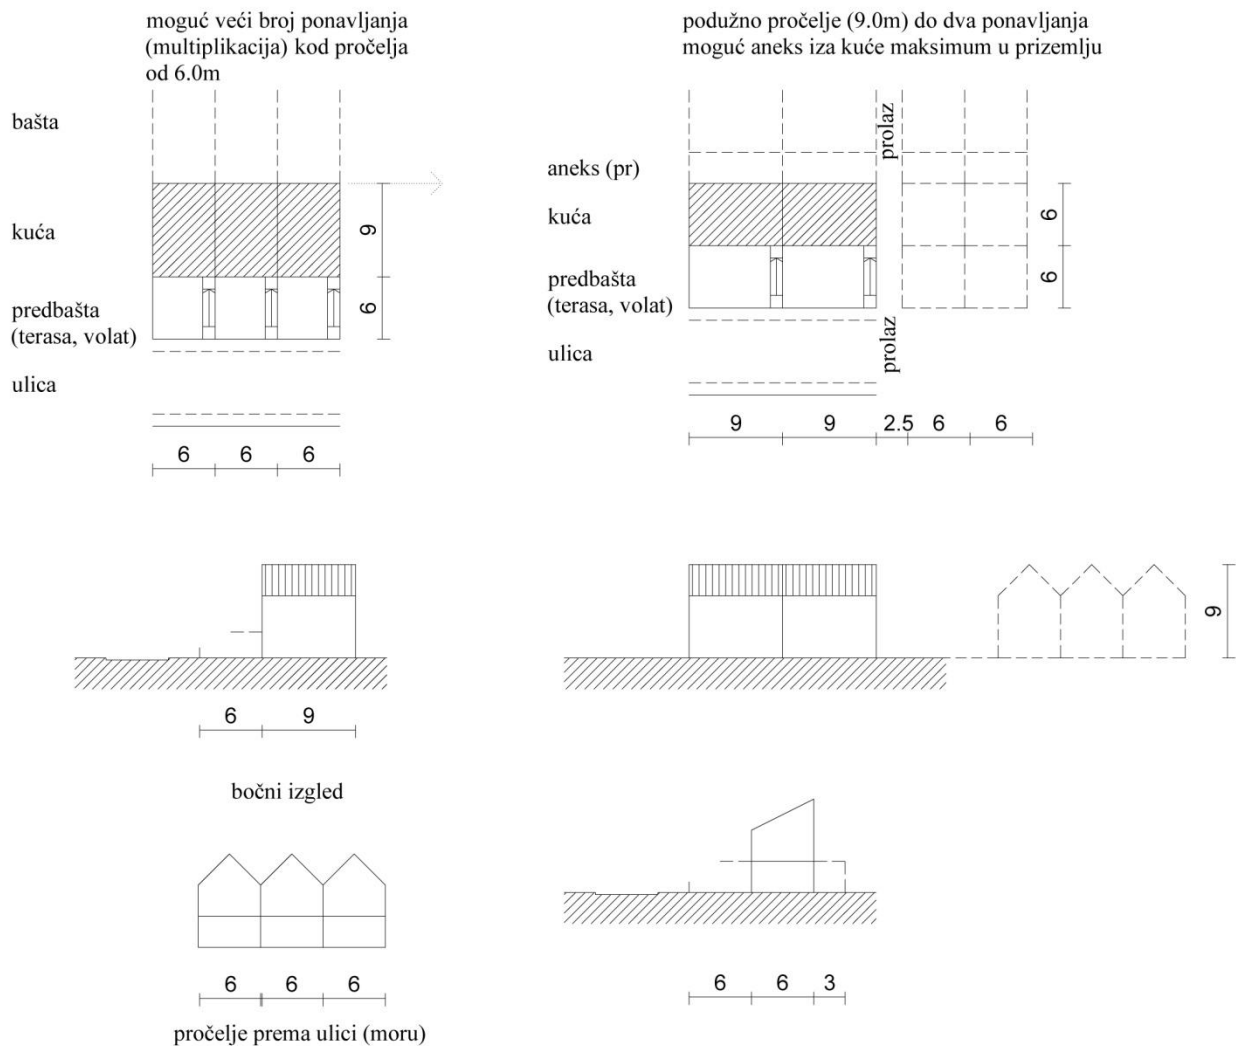 moguć veći broj ponavljanja
(multiplikacija) kod pročelja
od 6.0m
bašta
kuća
predbašta
(terasa, volat)
ulica
9
6
6 6 6
podužno pročelje (9.0m) do dva ponavljanja
moguć aneks iza kuće maksimum u prizemlju
prolaz
aneks (pr)
kuća
predbašta
(terasa, volat)
ulica
prolaz
6
6
9 9 2.5 6 6
6 9
bočni izgled
9
6 6 6
pročelje prema ulici (moru)
6 6 3